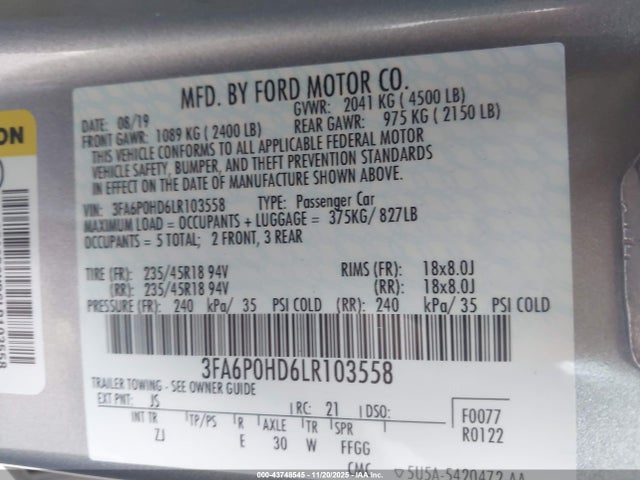 MFD. BY FORD MOTOR CO.
DATE: 08/19 GVWR: 2041 KG ( 4500 LB)
FRONT GAWR: 1089 KG ( 2400 LB) REAR GAWR: 975 KG ( 2150 LB)
THIS VEHICLE CONFORMS TO ALL APPLICABLE FEDERAL MOTOR
VEHICLE SAFETY, BUMPER, AND THEFT PREVENTION STANDARDS
IN EFFECT ON THE DATE OF MANUFACTURE SHOWN ABOVE.
VIN: 3FA6P0HD6LR103558 TYPE: Passenger Car
MAXIMUM LOAD = OCCUPANTS + LUGGAGE = 375KG/ 827LB
OCCUPANTS = 5 TOTAL; 2 FRONT, 3 REAR
TIRE (FR): 235/45R18 94V RIMS (FR): 18x8.0J
(RR): 235/45R18 94V (RR): 18x8.0J
PRESSURE (FR): 240 kPa/ 35 PSI COLD (RR): 240 kPa/ 35 PSI COLD
3FA6P0HD6LR103558
TRAILER TOWING - SEE OWNER GUIDE
EXT PNT: JS RC: 21 DSO: F0077
INT TR TP/PS R AXLE TR SPR R0122
ZJ E 30 W FFGG
5U5A-5420472-AA
© IAA - 43748545 - 11/20/2025 - IAAI.COM